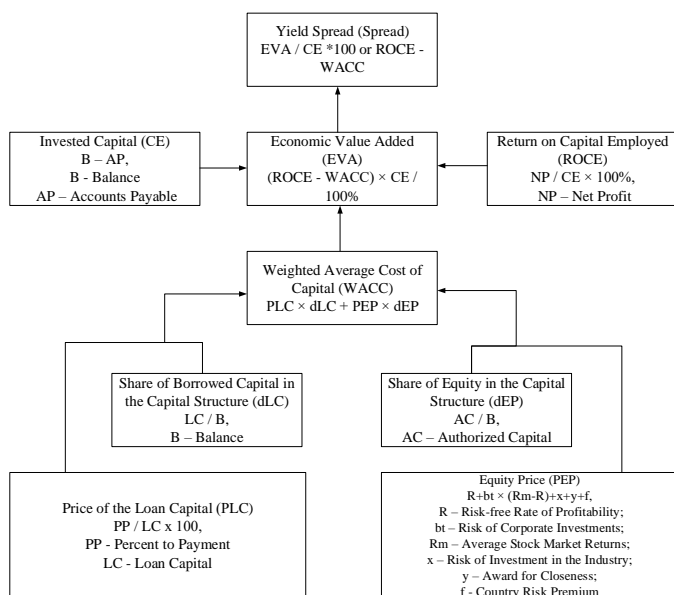 Yield Spread (Spread)
EVA / CE *100 or ROCE -
WACC
Invested Capital (CE)
B – AP,
B - Balance
AP – Accounts Payable
Economic Value Added
(EVA)
(ROCE - WACC) × CE /
100%
Return on Capital Employed
(ROCE)
NP / CE × 100%,
NP – Net Profit
Weighted Average Cost of
Capital (WACC)
PLC × dLC + PEP × dEP
Share of Borrowed Capital in
the Capital Structure (dLC)
LC / B,
B – Balance
Share of Equity in the Capital
Structure (dEP)
AC / B,
AC – Authorized Capital
Price of the Loan Capital (PLC)
PP / LC x 100,
PP - Percent to Payment
LC - Loan Capital
Equity Price (PEP)
R+bt × (Rm-R)+x+y+f,
R – Risk-free Rate of Profitability;
bt – Risk of Corporate Investments;
Rm – Average Stock Market Returns;
x – Risk of Investment in the Industry;
y – Award for Closeness;
f - Country Risk Premium